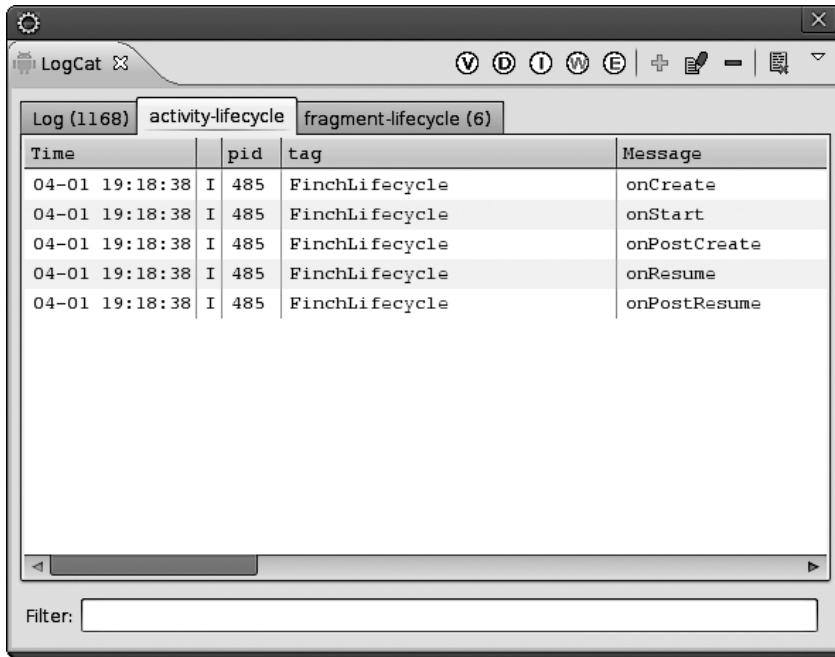 LogCat
V D I W E
Log (1168) activity-lifecycle fragment-lifecycle (6)
Time pid tag Message
04-01 19:18:38 I 485 FinchLifecycle onCreate
04-01 19:18:38 I 485 FinchLifecycle onStart
04-01 19:18:38 I 485 FinchLifecycle onPostCreate
04-01 19:18:38 I 485 FinchLifecycle onResume
04-01 19:18:38 I 485 FinchLifecycle onPostResume
Filter: